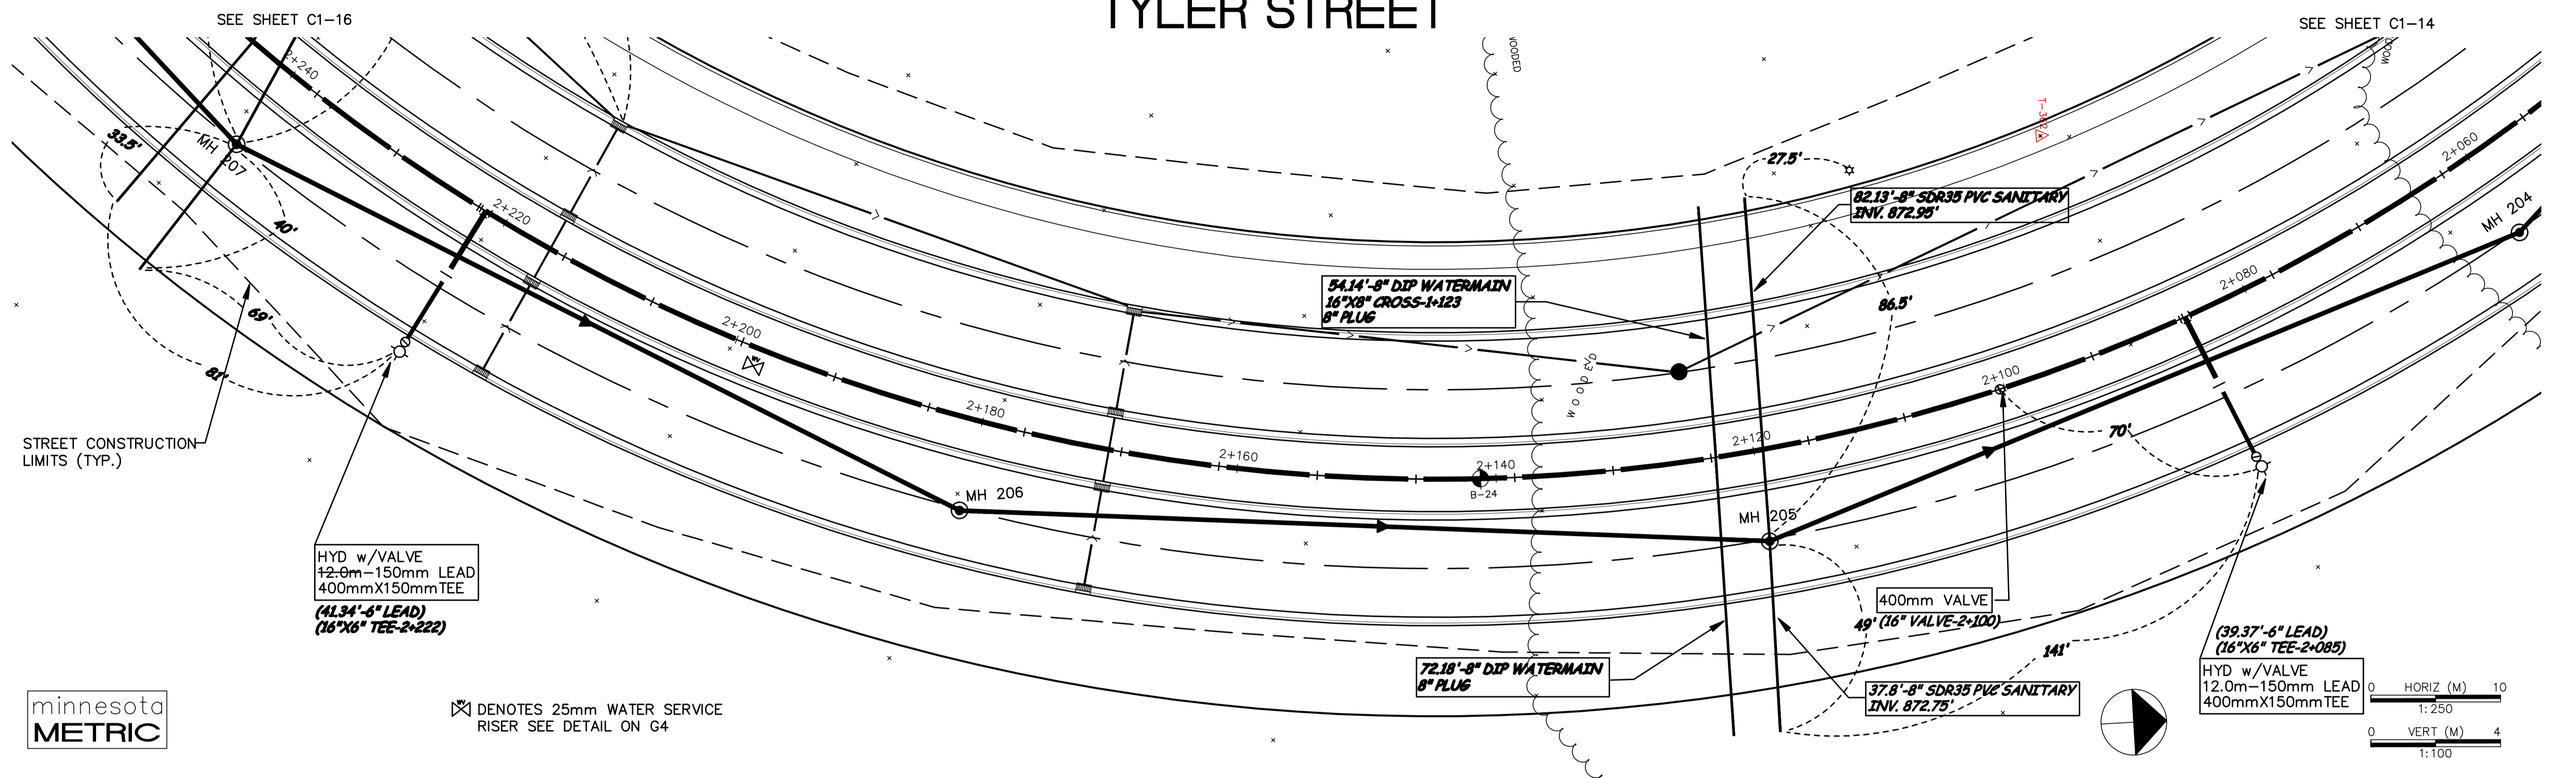 TYLER STREET
SEE SHEET C1-16
SEE SHEET C1-14
WOODED
2+240
33.5'
MH 207
40'
2+220
69'
81'
2+200
WV
2+180
2+160
2+140
B-24
2+120
2+100
2+080
2+060
T-352
MH 204
27.5'
82.13'-8" SDR35 PVC SANITARY
INV. 872.95'
54.14'-8" DIP WATERMAIN
16"X8" CROSS-1+123
8" PLUG
86.5'
WOODED
70'
STREET CONSTRUCTION
LIMITS (TYP.)
MH 206
MH 205
HYD w/VALVE
12.0m-150mm LEAD
400mmX150mmTEE
(41.34'-6" LEAD)
(16"X6" TEE-2+222)
400mm VALVE
49' (16" VALVE-2+100)
141'
(39.37'-6" LEAD)
(16"X6" TEE-2+085)
HYD w/VALVE
12.0m-150mm LEAD
400mmX150mmTEE
72.18'-8" DIP WATERMAIN
8" PLUG
37.8'-8" SDR35 PVC SANITARY
INV. 872.75'
minnesota
METRIC
WV DENOTES 25mm WATER SERVICE
RISER SEE DETAIL ON G4
0 HORIZ (M) 10
1:250
0 VERT (M) 4
1:100